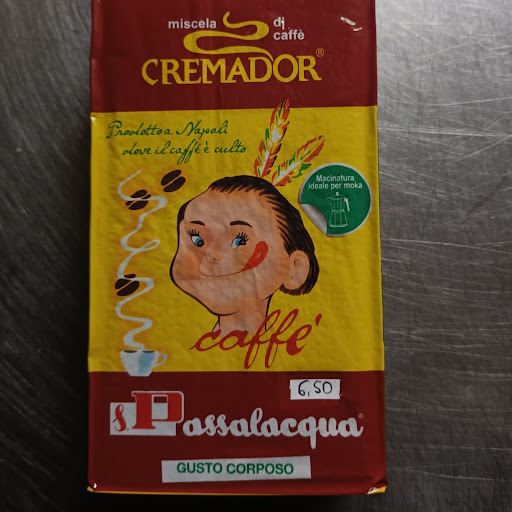 miscela di
caffè
CREMADOR®
Prodotto a Napoli
dove il caffè è culto
Macinatura
ideale per moka
caffè
6,50
S. Passalacqua®
GUSTO CORPOSO